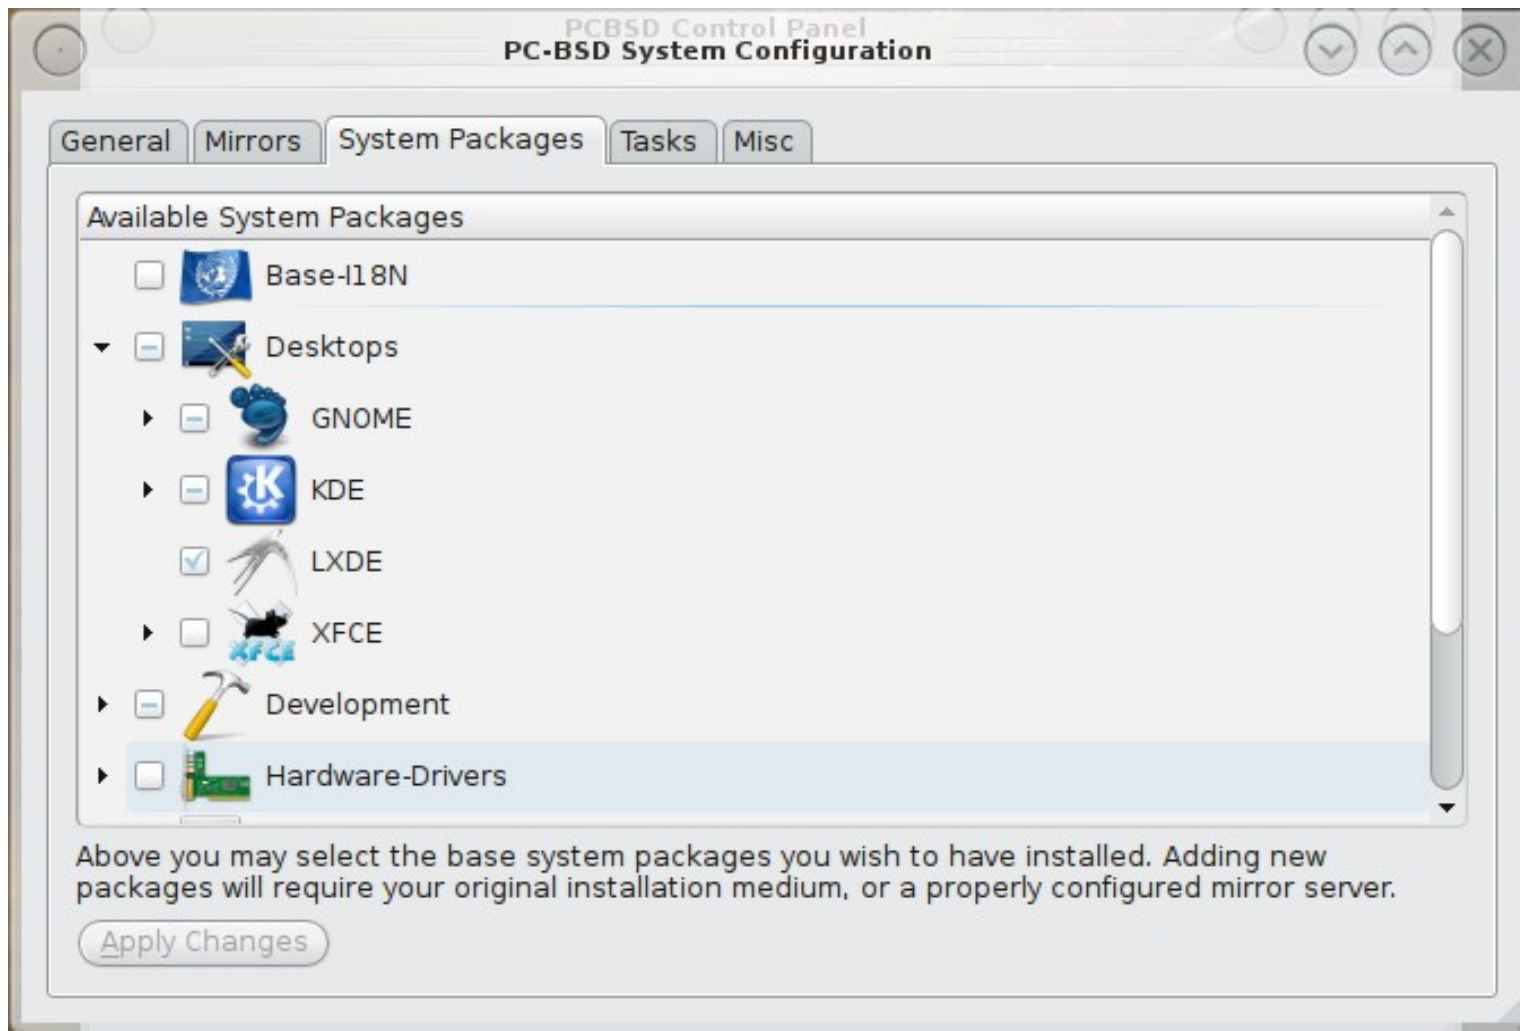 PCBSD Control Panel
PC-BSD System Configuration
General Mirrors System Packages Tasks Misc
Available System Packages
Base-I18N
Desktops
GNOME
KDE
LXDE
XFCE
XFCE
Development
Hardware-Drivers
Above you may select the base system packages you wish to have installed. Adding new
packages will require your original installation medium, or a properly configured mirror server.
Apply Changes